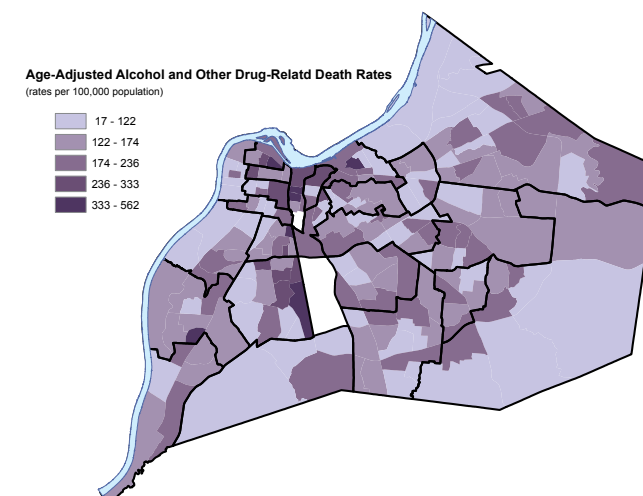 Age-Adjusted Alcohol and Other Drug-Relatd Death Rates
(rates per 100,000 population)
17 - 122
122 - 174
174 - 236
236 - 333
333 - 562